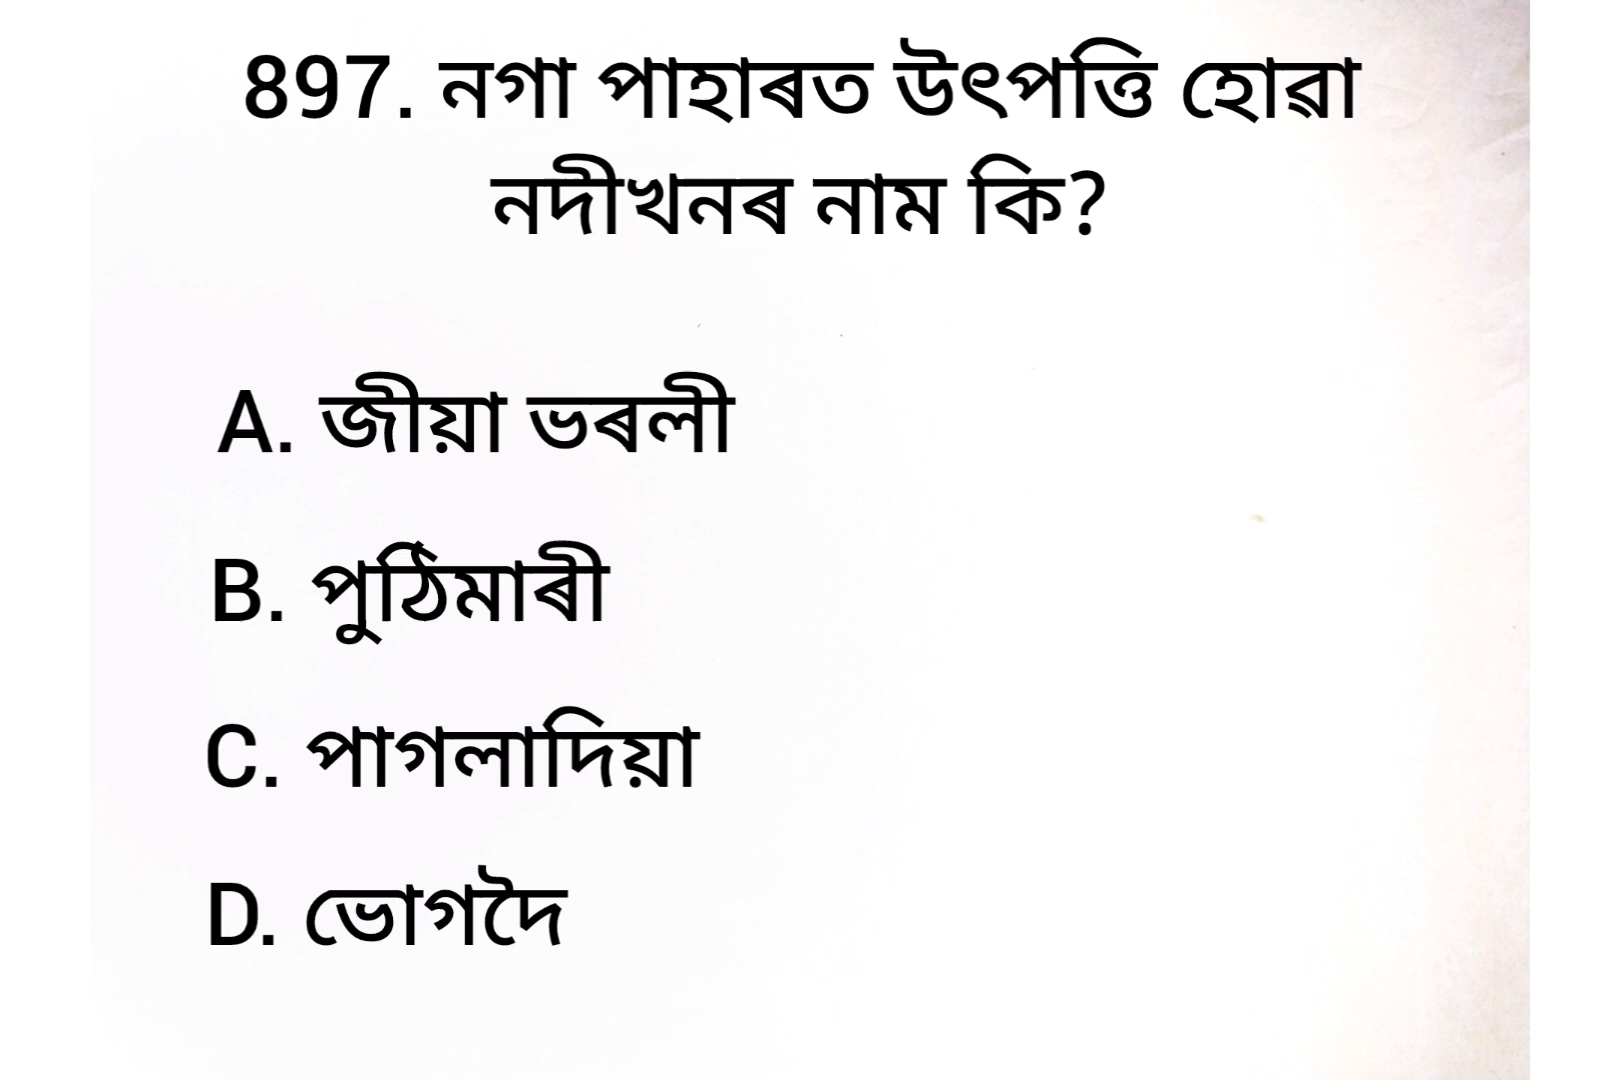 897. নগা পাহাৰত উৎপত্তি হোৱা
নদীখনৰ নাম কি?
A. জীয়া ভৰলী
B. পুঠিমাৰী
C. পাগলাদিয়া
D. ভোগদৈ